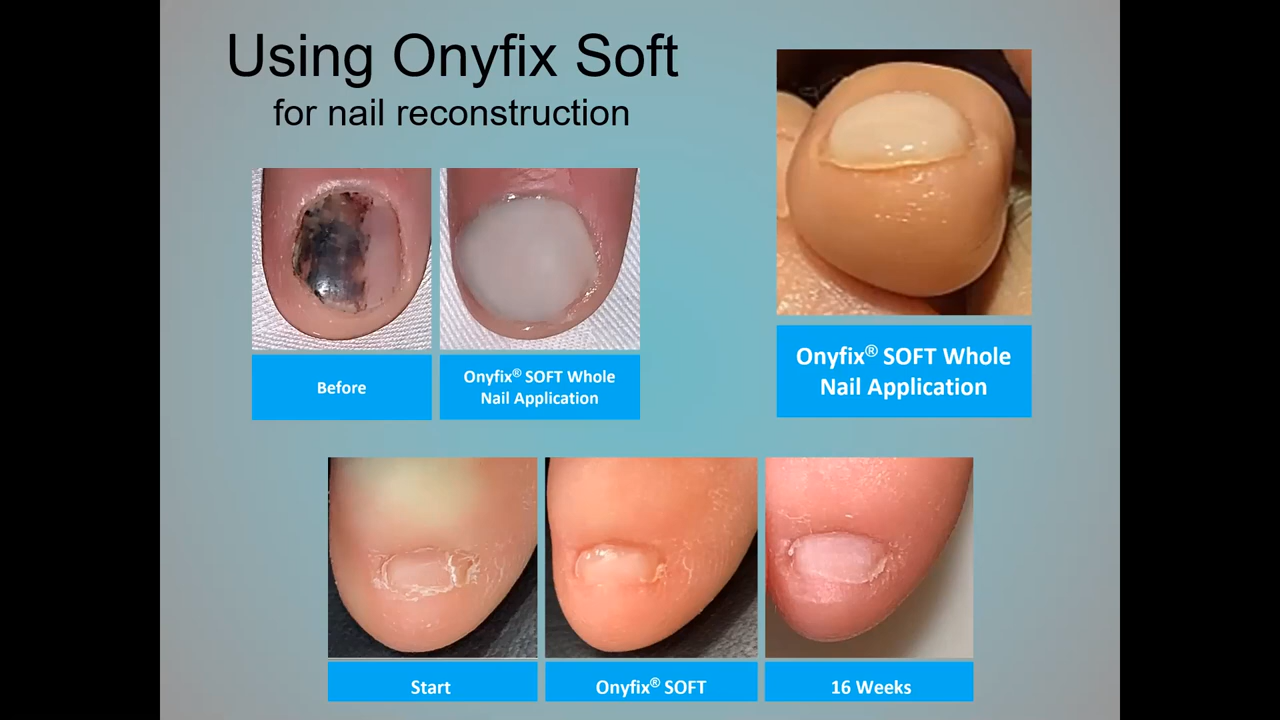 Using Onyfix Soft
for nail reconstruction
Before
Onyfix® SOFT Whole
Nail Application
Onyfix® SOFT Whole
Nail Application
Start
Onyfix® SOFT
16 Weeks